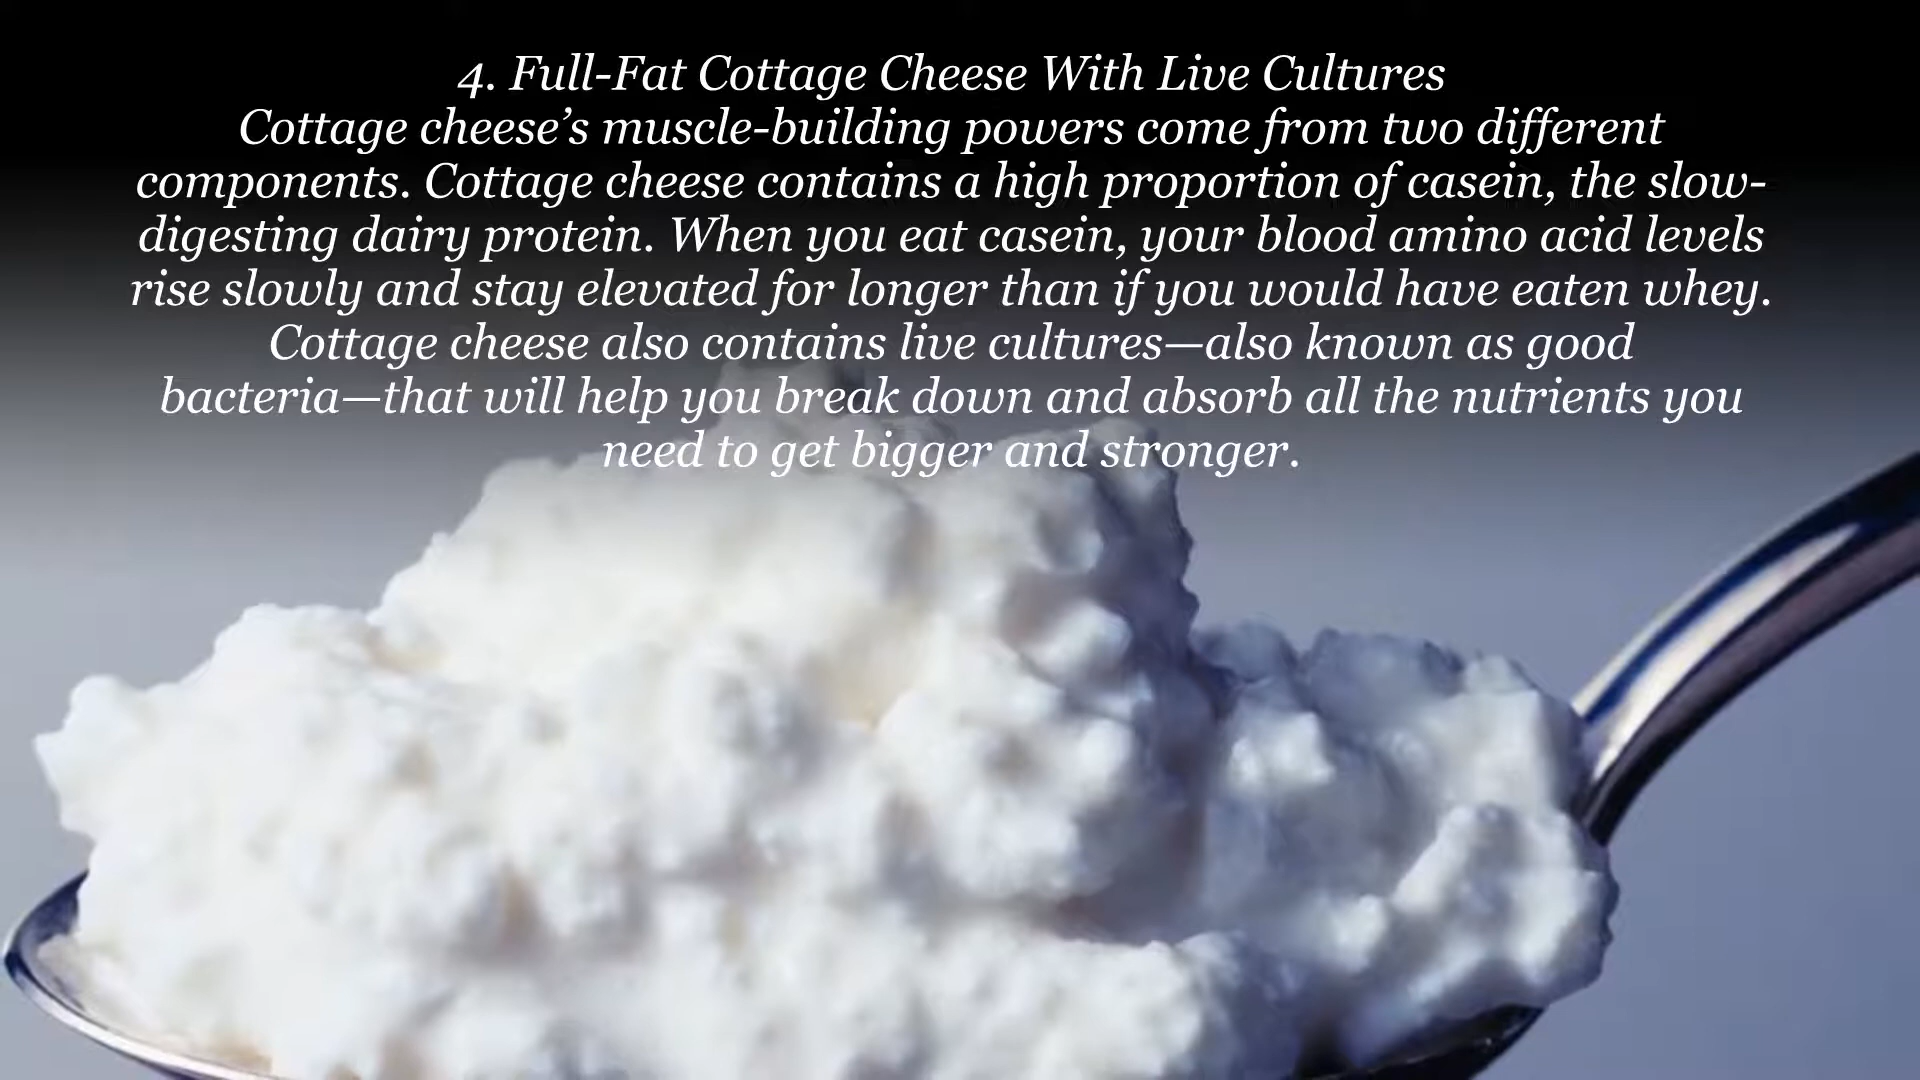 4. Full-Fat Cottage Cheese With Live Cultures
Cottage cheese’s muscle-building powers come from two different
components. Cottage cheese contains a high proportion of casein, the slow-
digesting dairy protein. When you eat casein, your blood amino acid levels
rise slowly and stay elevated for longer than if you would have eaten whey.
Cottage cheese also contains live cultures—also known as good
bacteria—that will help you break down and absorb all the nutrients you
need to get bigger and stronger.